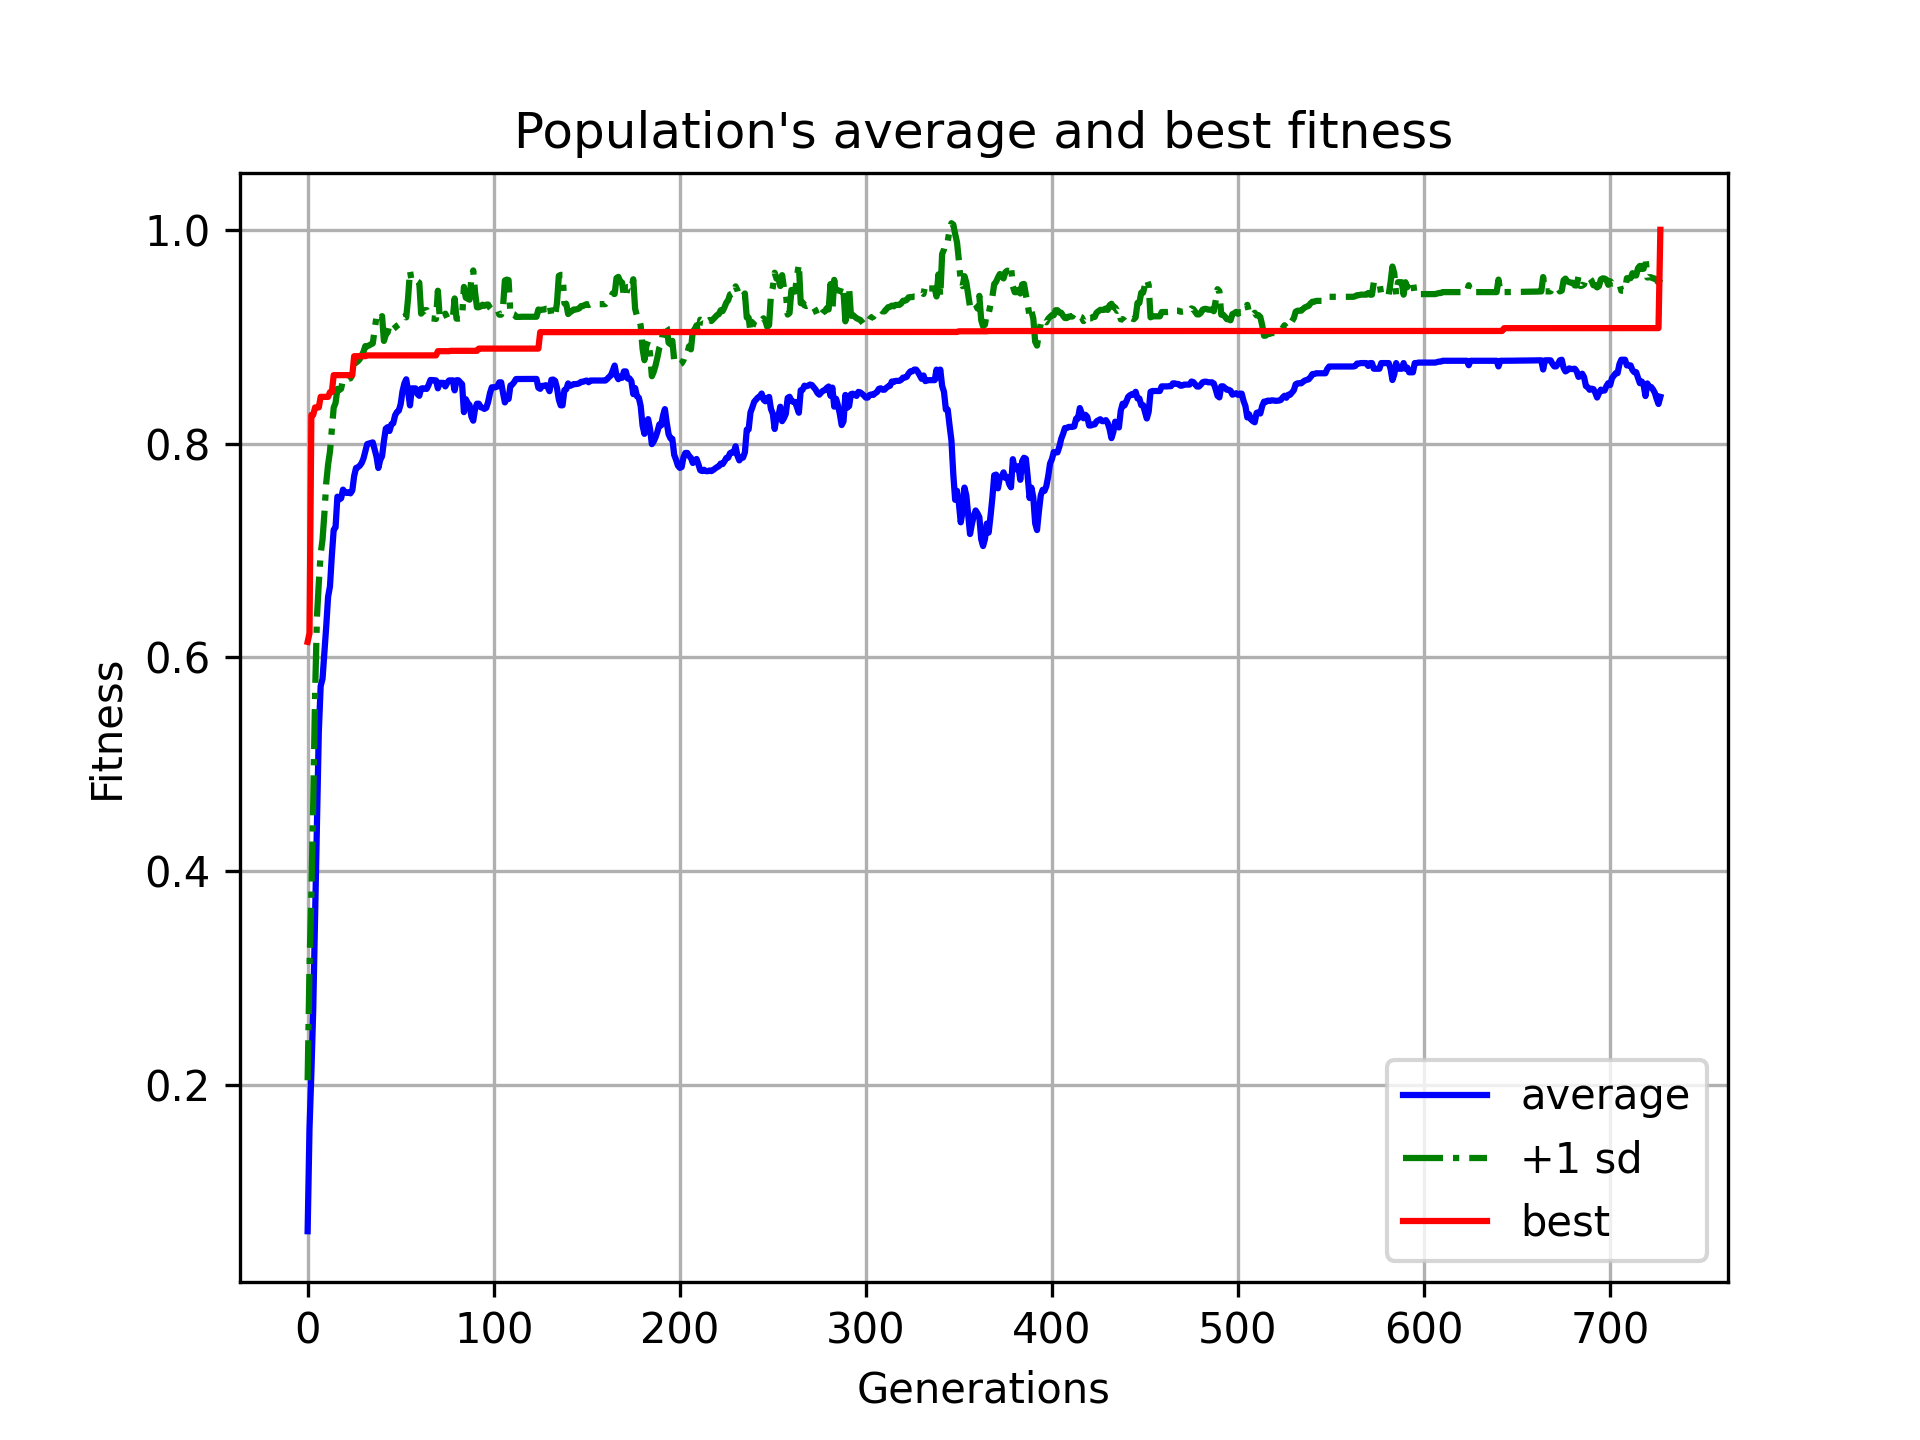 Population's average and best fitness
1.0
0.8
0.6
0.4
0.2
Fitness
0 100 200 300 400 500 600 700
Generations
average
+1 sd
best